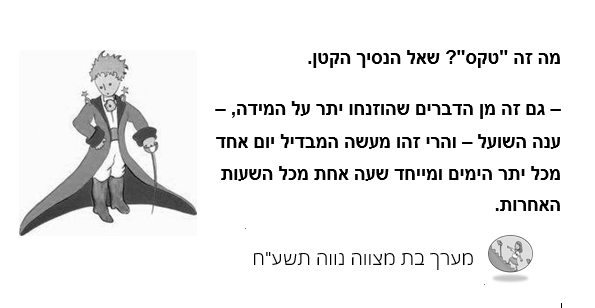 מה זה "טקס"? שאל הנסיך הקטן.
– גם זה מן הדברים שהוזנחו יתר על המידה, –
ענה השועל – והרי זהו מעשה המבדיל יום אחד
מכל יתר הימים ומייחד שעה אחת מכל השעות
האחרות.
מערך בת מצווה נווה תשע"ח